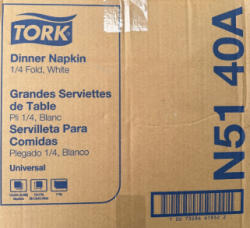 TORK
Dinner Napkin
1/4 Fold, White
Grandes Serviettes
de Table
Pli 1/4, Blanc
Servilleta Para
Comidas
Plegado 1/4, Blanco
Universal
N51 40A